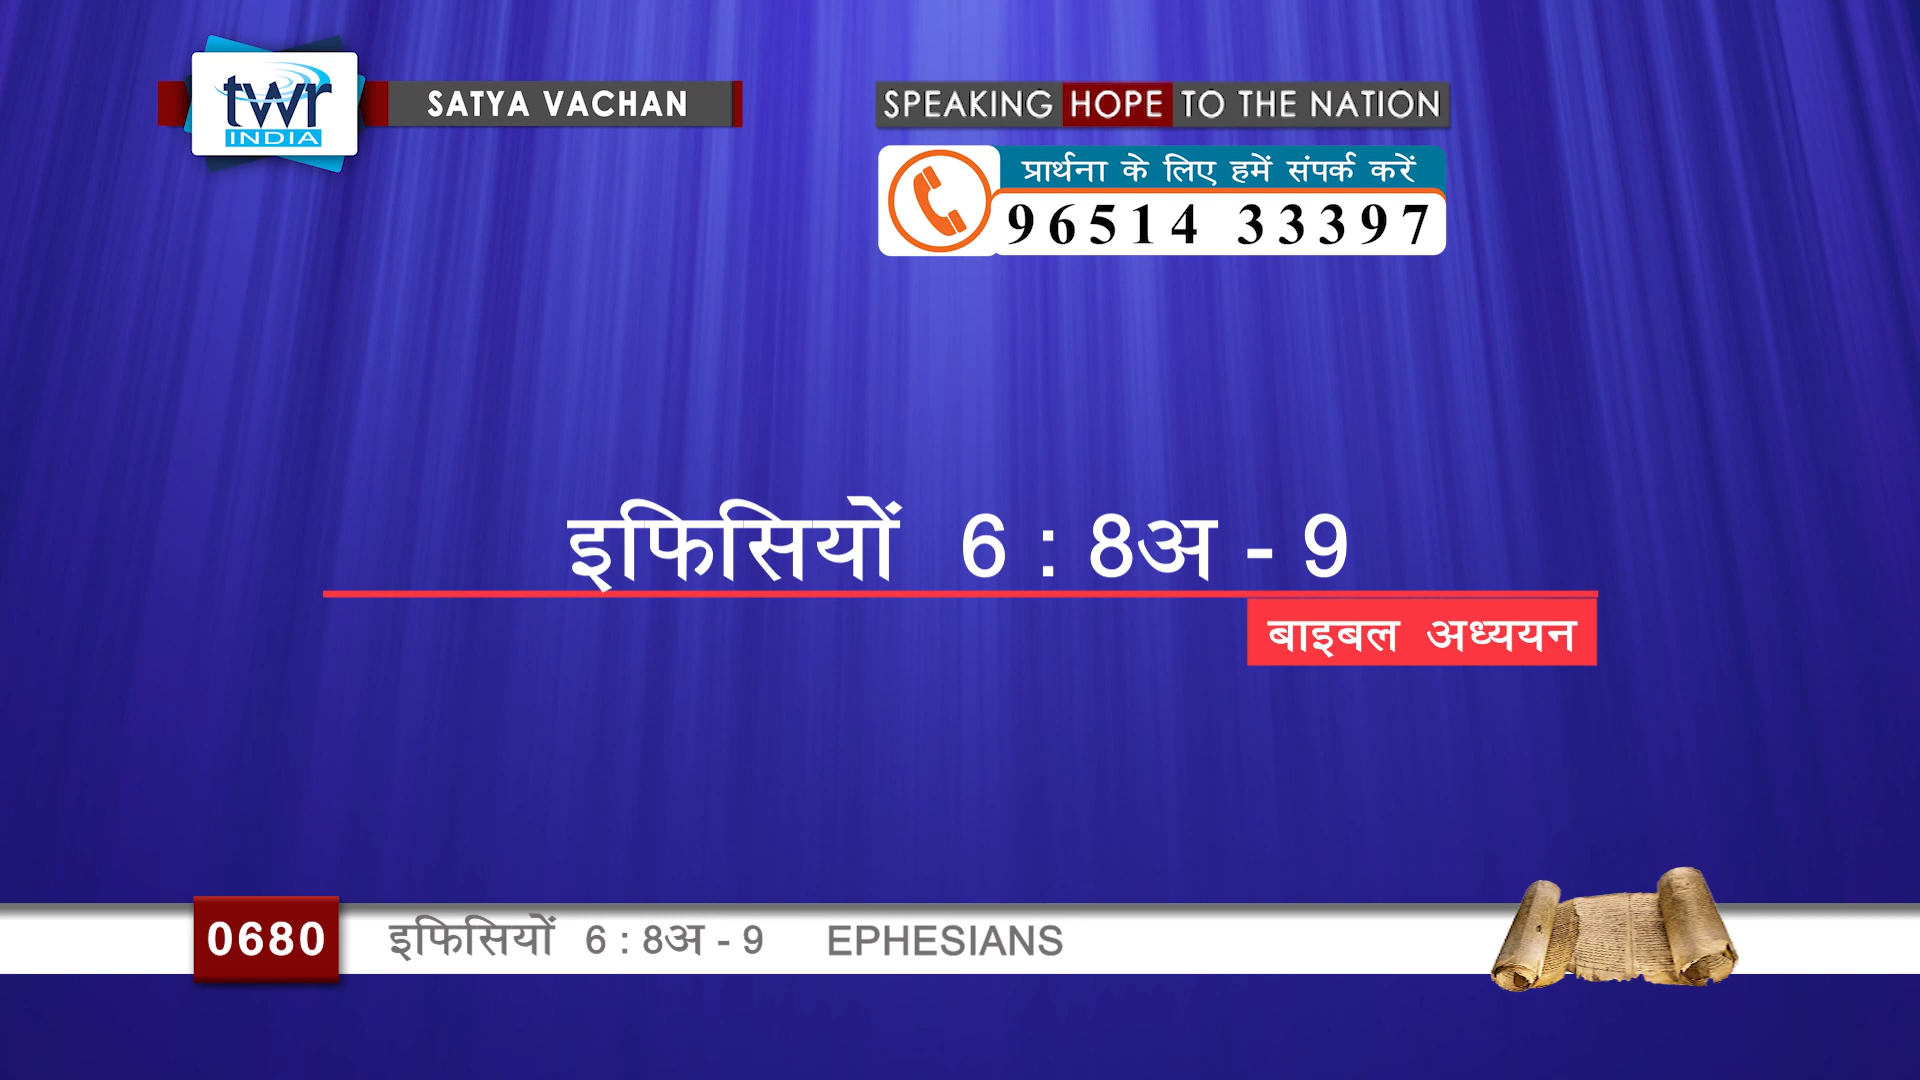 twr
INDIA
SATYA VACHAN
SPEAKING HOPE TO THE NATION
प्रार्थना के लिए हमें संपर्क करें
96514 33397
इफिसियों 6 : 8अ - 9
बाइबल अध्ययन
0680 इफिसियों 6 : 8अ - 9 EPHESIANS